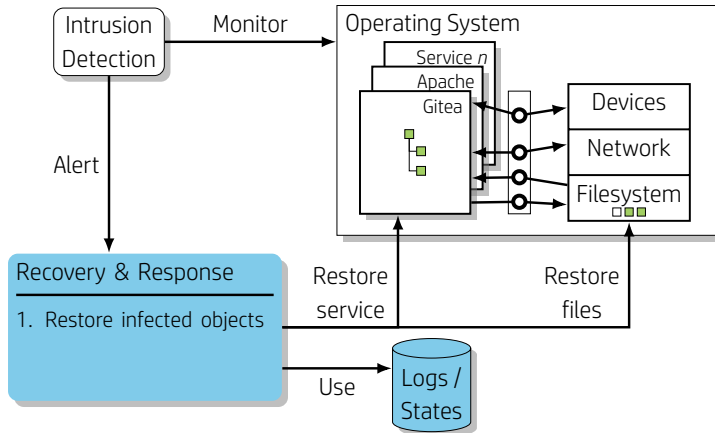 Intrusion
Detection
Monitor
Operating System
Service n
Apache
Gitea
Devices
Network
Filesystem
Alert
Recovery & Response
1. Restore infected objects
Restore
service
Restore
files
Use
Logs /
States